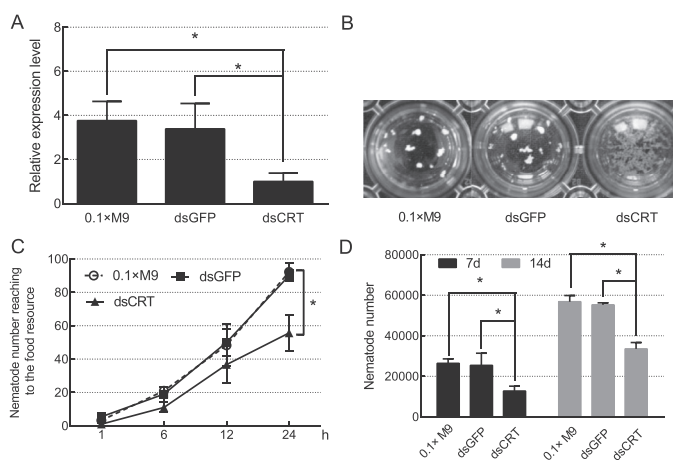 A
8
6
4
2
0
Relative expression level
*
*
0.1×M9
dsGFP
dsCRT
B
0.1×M9
dsGFP
dsCRT
C
100
80
60
40
20
0
Nematode number reaching
to the food resource
0.1×M9
dsGFP
dsCRT
*
1
6
12
24
h
D
80000
60000
40000
20000
0
Nematode number
7d
14d
*
*
*
*
0.1× M9
dsGFP
dsCRT
0.1× M9
dsGFP
dsCRT